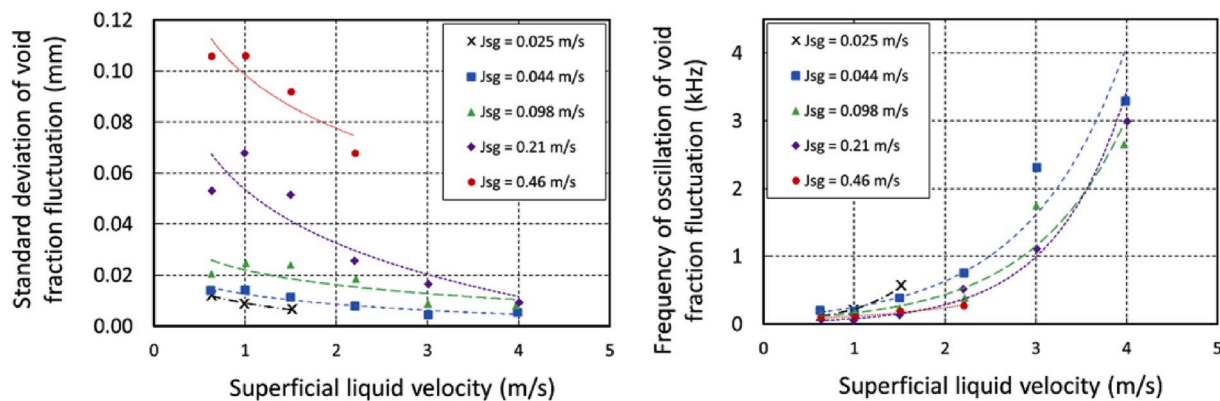 Standard deviation of void
fraction fluctuation (mm)
0.12
0.10
0.08
0.06
0.04
0.02
0.00
0 1 2 3 4 5
Superficial liquid velocity (m/s)
Jsg = 0.025 m/s
Jsg = 0.044 m/s
Jsg = 0.098 m/s
Jsg = 0.21 m/s
Jsg = 0.46 m/s
Frequency of oscillation of void
fraction fluctuation (kHz)
4
3
2
1
0
0 1 2 3 4 5
Superficial liquid velocity (m/s)
Jsg = 0.025 m/s
Jsg = 0.044 m/s
Jsg = 0.098 m/s
Jsg = 0.21 m/s
Jsg = 0.46 m/s